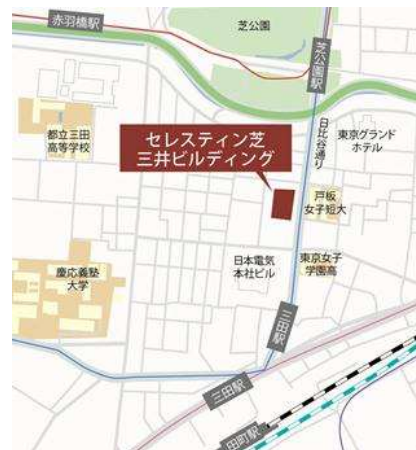 赤羽橋駅
芝公園
芝公園駅
日比谷通り
都立三田
高等学校
セレスティン芝
三井ビルディング
東京グランド
ホテル
戸板
女子短大
日本電気
本社ビル
東京女子
学園高
慶応義塾
大学
三田駅
三田駅
田町駅